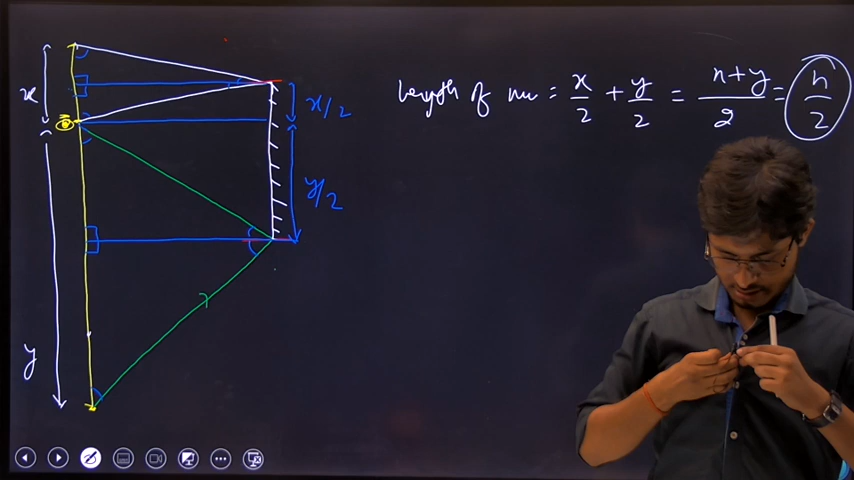 x
x/2
y/2
y
Length of mu = x/2 + y/2 = n+y/2 = h/2